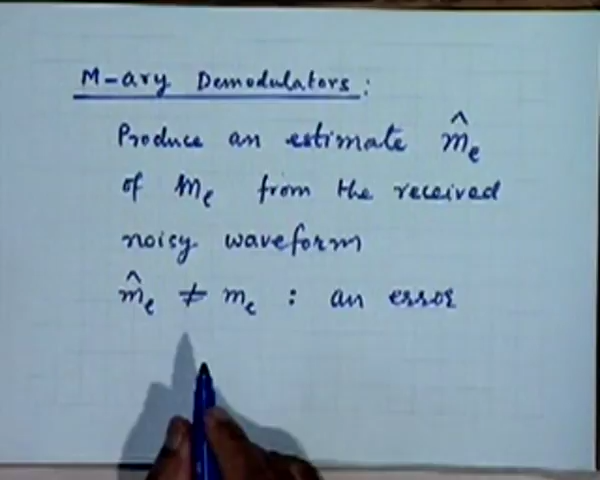 M-ary Demodulators:
Produce an estimate m̂e
of me from the received
noisy waveform
m̂e ≠ me : an error